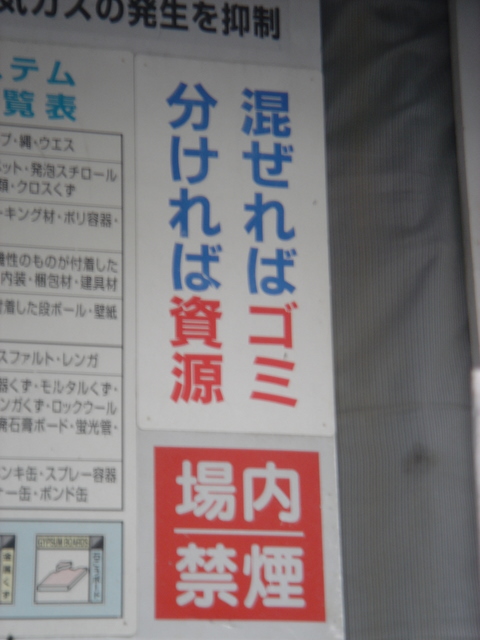 気ガスの発生を抑制
ステム
覧表
プ・縄、ウエス
ット・発泡スチロール
類・クロスくず
ーキング材・ポリ容器・
性のものが付着した
内装・梱包材・建具材
着した段ボール・壁紙
スファルト・レンガ
器くず・モルタルくず・
ンガくず・ロックウール
廃石膏ボード・蛍光管・
ンキ缶・スプレー容器
ー缶・ボンド缶
混ぜればゴミ
分ければ資源
場内
禁煙
GYPSUM BOARDS